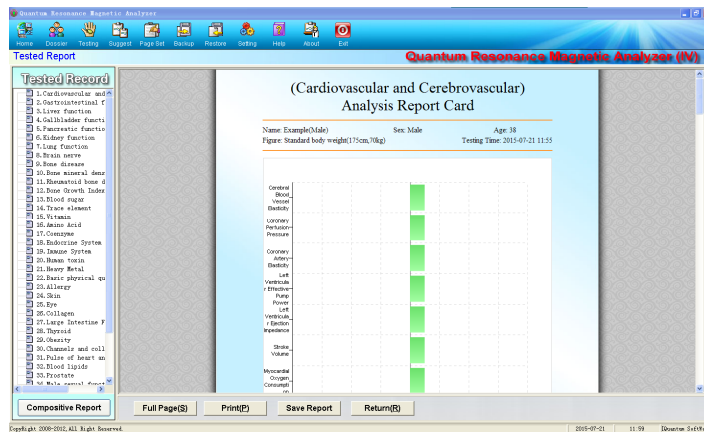 Quantum Resonance Magnetic Analyzer
Home Dossier Testing Suggest Page Set Backup Restore Setting Help About Exit
Tested Report
Quantum Resonance Magnetic Analyzer (IV)
Tested Record
1.Cardiovascular and
2.Gastrointestinal f
3.Liver function
4.Gallbladder functi
5.Pancreatic functio
6.Kidney function
7.Lung function
8.Brain nerve
9.Bone disease
10.Bone mineral dens
11.Rheumatoid bone d
12.Bone Growth Index
13.Blood sugar
14.Trace element
15.Vitamin
16.Amino Acid
17.Coenzyme
18.Endocrine System
19.Immune System
20.Human toxin
21.Heavy Metal
22.Basic physical qu
23.Allergy
24.Skin
25.Eye
26.Collagen
27.Large Intestine F
28.Thyroid
29.Obesity
30.Channels and coll
31.Pulse of heart an
32.Blood lipids
33.Prostate
34.Male sexual funct
Compositive Report
(Cardiovascular and Cerebrovascular)
Analysis Report Card
Name: Example(Male) Sex: Male Age: 38
Figure: Standard body weight(175cm,70kg) Testing Time: 2015-07-21 11:55
Cerebral
Blood
Vessel
Elasticity
Coronary
Perfusion
Pressure
Coronary
Artery
Elasticity
Left
Ventricula
r Effective
Pump
Power
Left
Ventricula
r Ejection
Impedance
Stroke
Volume
Myocardial
Oxygen
Consumpti
on
Full Page(S) Print(P) Save Report Return(R)
CopyRight 2008-2012,All Right Reserved. 2015-07-21 11:59